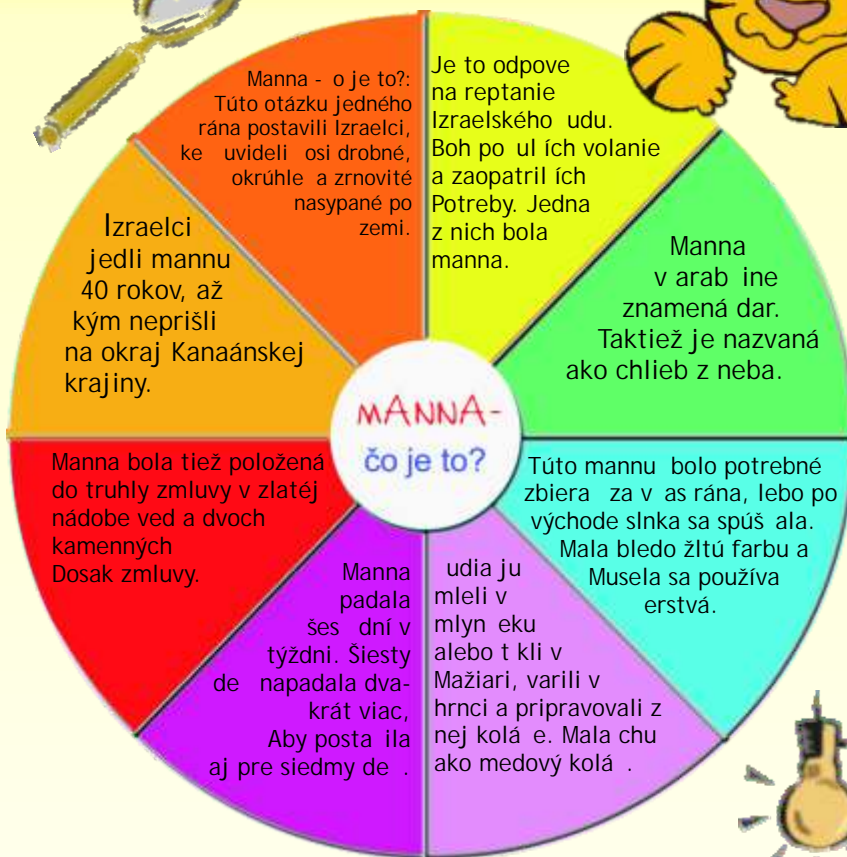 Manna - o je to?:
Túto otázku jedného
rána postavili Izraelci,
ke uvideli osi drobné,
okrúhle a zrnovité
nasypané po
zemi.
Je to odpove
na reptanie
Izraelského udu.
Boh po ul ích volanie
a zaopatril ích
Potreby. Jedna
z nich bola
manna.
Manna
v arab ine
znamená dar.
Taktiež je nazvaná
ako chlieb z neba.
Túto mannu bolo potrebné
zbiera za v as rána, lebo po
východe slnka sa spúš ala.
Mala bledo žltú farbu a
Musela sa používa
erstvá.
udia ju
mleli v
mlyn eku
alebo t kli v
Mažiari, varili v
hrnci a pripravovali z
nej kolá e. Mala chu
ako medový kolá .
Manna
padala
šes dní v
týždni. Šiesty
de napadala dva-
krát viac,
Aby posta ila
aj pre siedmy de .
Manna bola tiež položená
do truhly zmluvy v zlatéj
nádobe ved a dvoch
kamenných
Dosak zmluvy.
Izraelci
jedli mannu
40 rokov, až
kým neprišli
na okraj Kanaánskej
krajiny.
MANNA-
čo je to?